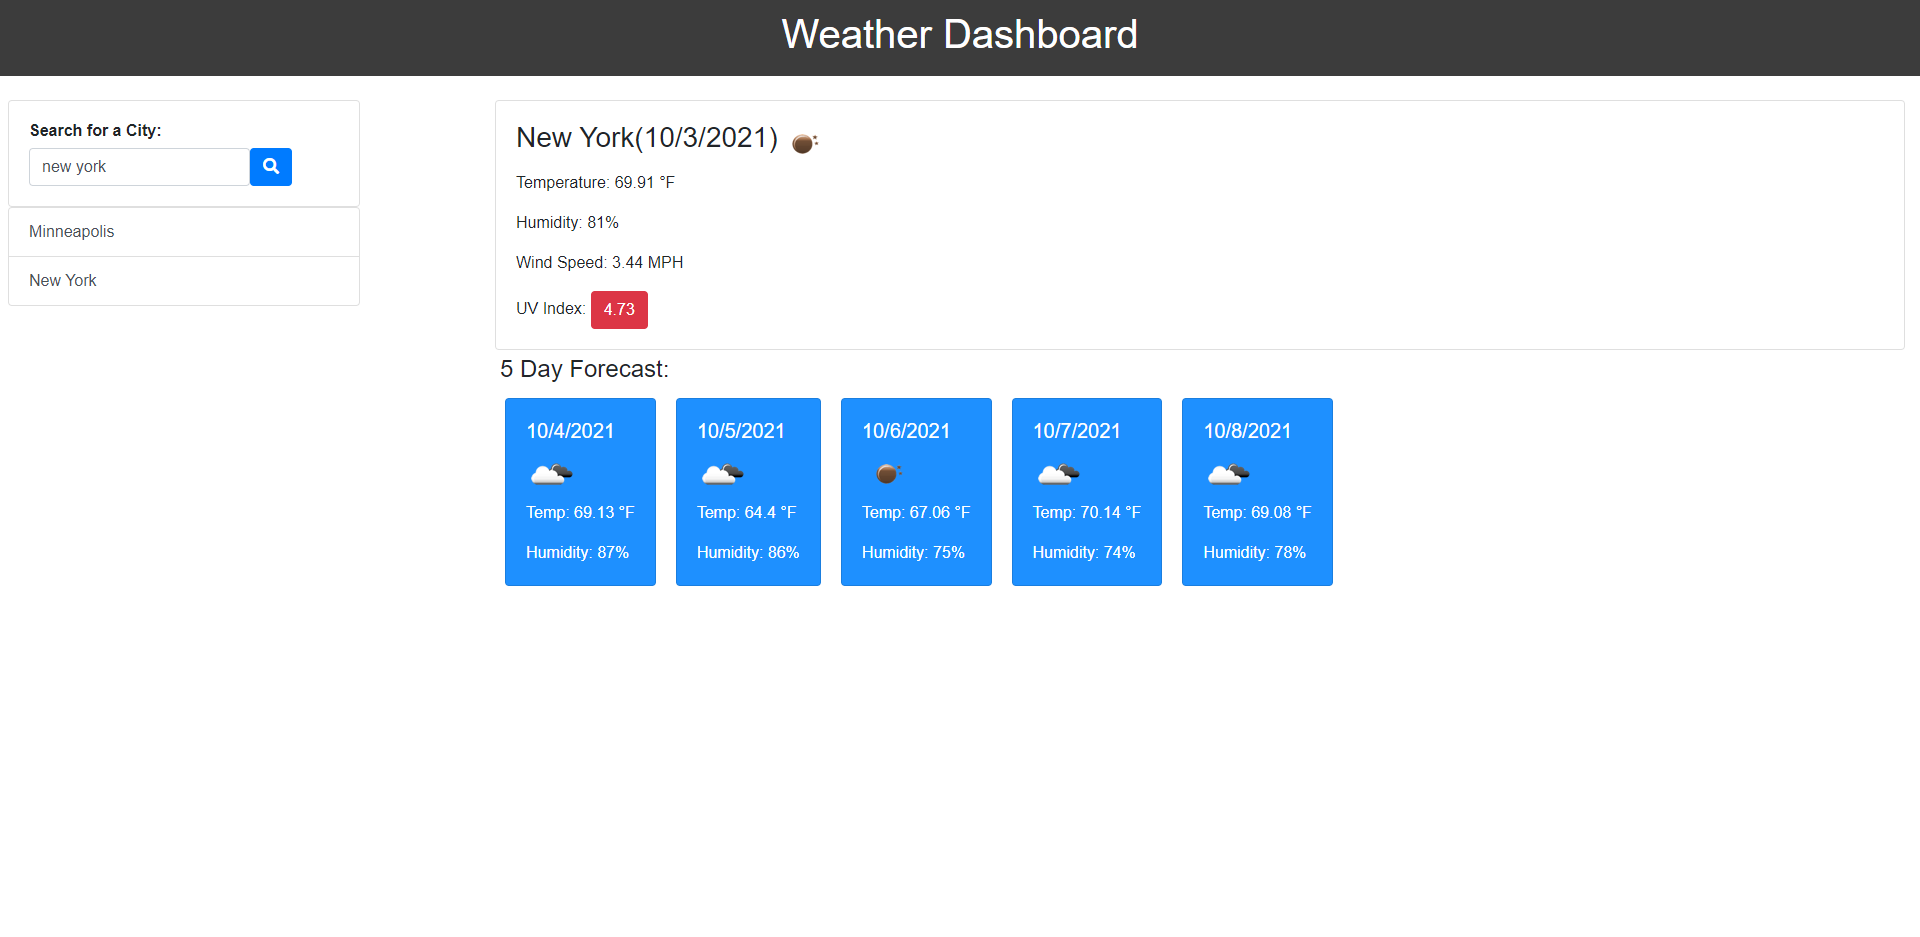 Weather Dashboard
Search for a City:
new york
Minneapolis
New York
New York(10/3/2021)
Temperature: 69.91 °F
Humidity: 81%
Wind Speed: 3.44 MPH
UV Index: 4.73
5 Day Forecast:
10/4/2021
Temp: 69.13 °F
Humidity: 87%
10/5/2021
Temp: 64.4 °F
Humidity: 86%
10/6/2021
Temp: 67.06 °F
Humidity: 75%
10/7/2021
Temp: 70.14 °F
Humidity: 74%
10/8/2021
Temp: 69.08 °F
Humidity: 78%